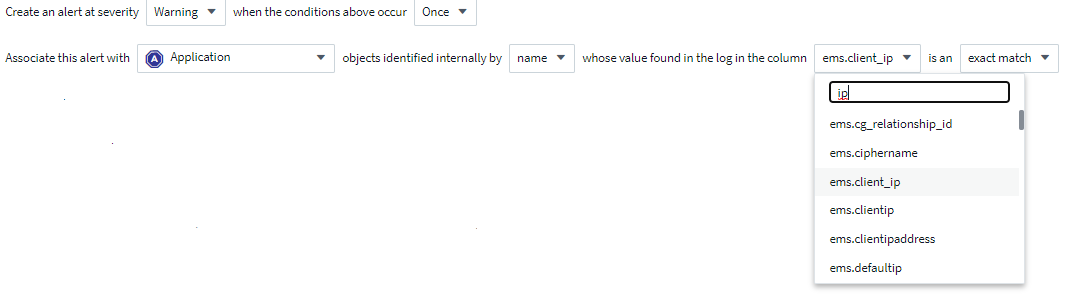 Create an alert at severity Warning when the conditions above occur Once
Associate this alert with A Application objects identified internally by name whose value found in the log in the column ems.client_ip is an exact match
ip
ems.cg_relationship_id
ems.ciphername
ems.client_ip
ems.clientip
ems.clientipaddress
ems.defaultip